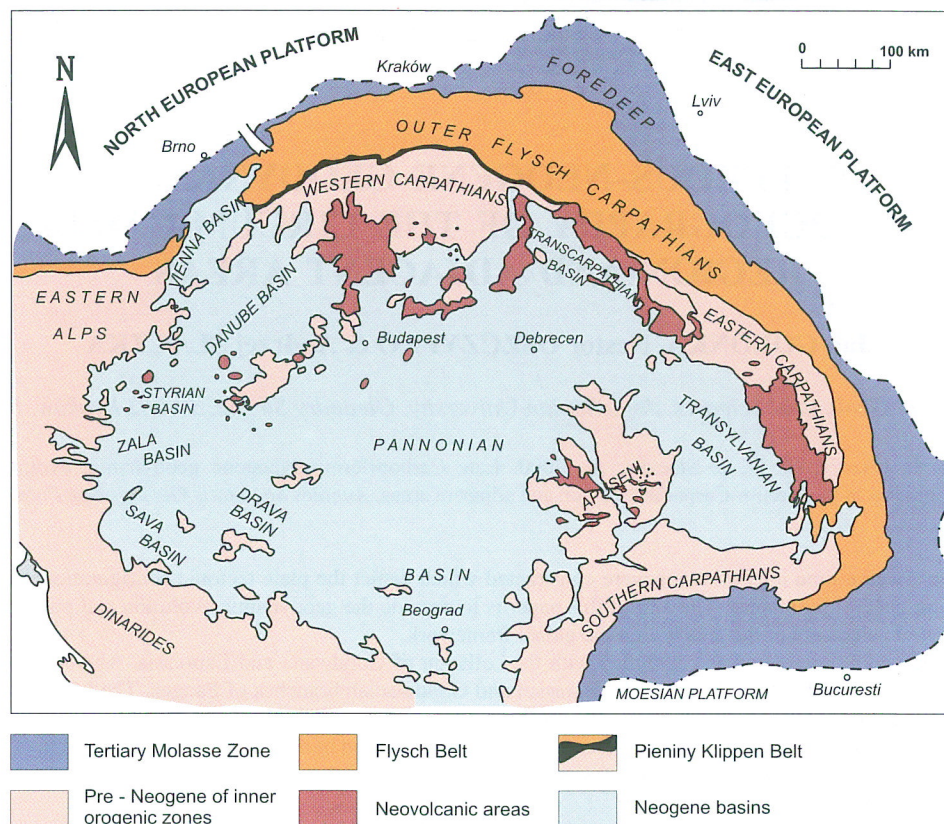 NORTH EUROPEAN PLATFORM
EAST EUROPEAN PLATFORM
0 100 km
N
Kraków
FOREDEEP
Lviv
Brno
OUTER FLYSCH CARPATHIANS
WESTERN CARPATHIANS
VIENNA BASIN
TRANSCARPATHIAN
BASIN
EASTERN
ALPS
DANUBE BASIN
Budapest
Debrecen
EASTERN CARPATHIANS
STYRIAN
BASIN
ZALA
BASIN
PANNONIAN
TRANSYLVANIAN
BASIN
APUSENI
SAVA
BASIN
DRAVA
BASIN
BASIN
Beograd
SOUTHERN CARPATHIANS
DINARIDES
MOESIAN PLATFORM
Bucuresti
Tertiary Molasse Zone
Flysch Belt
Pieniny Klippen Belt
Pre - Neogene of inner
orogenic zones
Neovolcanic areas
Neogene basins